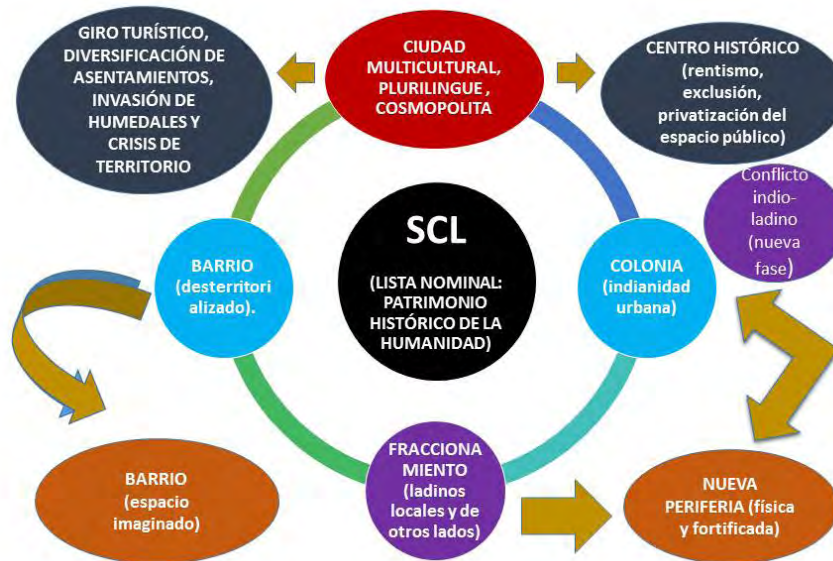 GIRO TURÍSTICO,
DIVERSIFICACIÓN DE
ASENTAMIENTOS,
INVASIÓN DE
HUMEDALES Y
CRISIS DE
TERRITORIO
CIUDAD
MULTICULTURAL,
PLURILINGUE ,
COSMOPOLITA
CENTRO HISTÓRICO
(rentismo,
exclusión,
privatización del
espacio público)
Conflicto
indio-
ladino
(nueva
fase)
BARRIO
(desterritori
alizado).
SCL
(LISTA NOMINAL:
PATRIMONIO
HISTÓRICO DE LA
HUMANIDAD)
COLONIA
(indianidad
urbana)
BARRIO
(espacio
imaginado)
FRACCIONA
MIENTO
(ladinos
locales y de
otros lados)
NUEVA
PERIFERIA (física
y fortificada)